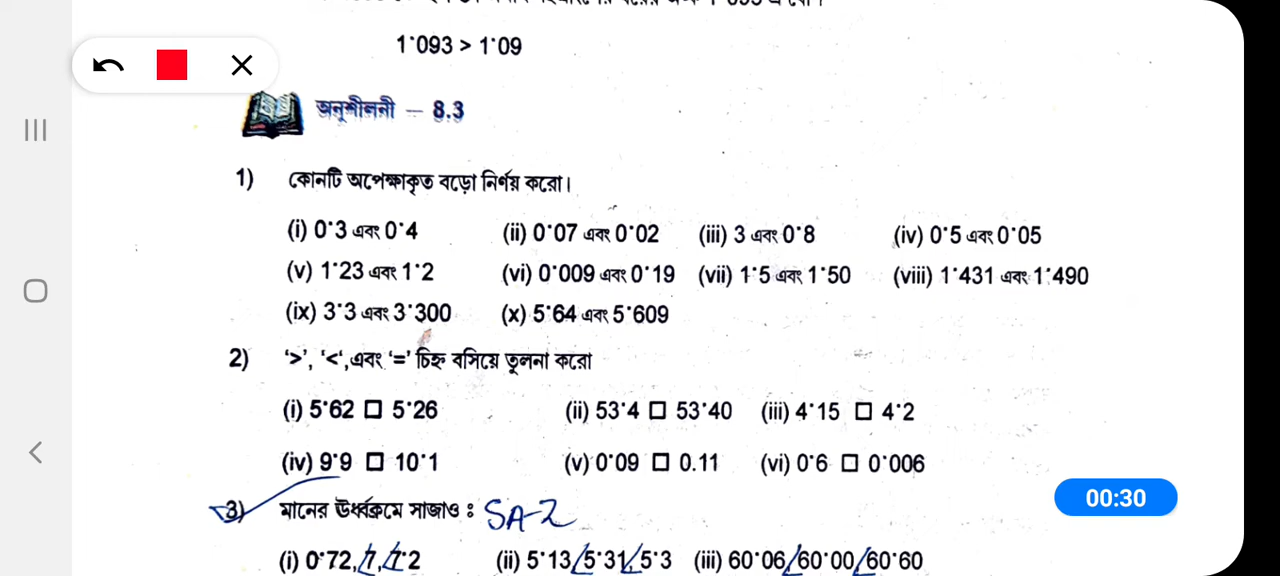 1·093 > 1·09
অনুশীলনী – 8.3
1) কোনটি অপেক্ষাকৃত বড়ো নির্ণয় করো।
(i) 0·3 এবং 0·4 (ii) 0·07 এবং 0·02 (iii) 3 এবং 0·8 (iv) 0·5 এবং 0·05
(v) 1·23 এবং 1·2 (vi) 0·009 এবং 0·19 (vii) 1·5 এবং 1·50 (viii) 1·431 এবং 1·490
(ix) 3·3 এবং 3·300 (x) 5·64 এবং 5·609
2) ‘>’, ‘<‘,এবং ‘=’ চিহ্ন বসিয়ে তুলনা করো
(i) 5·62 □ 5·26 (ii) 53·4 □ 53·40 (iii) 4·15 □ 4·2
(iv) 9·9 □ 10·1 (v) 0·09 □ 0.11 (vi) 0·6 □ 0·006
3) মানের ঊর্ধ্বক্রমে সাজাও : SA-2
(i) 0·72, 7, 7·2 (ii) 5·13, 5·31, 5·3 (iii) 60·06, 60·00, 60·60
00:30